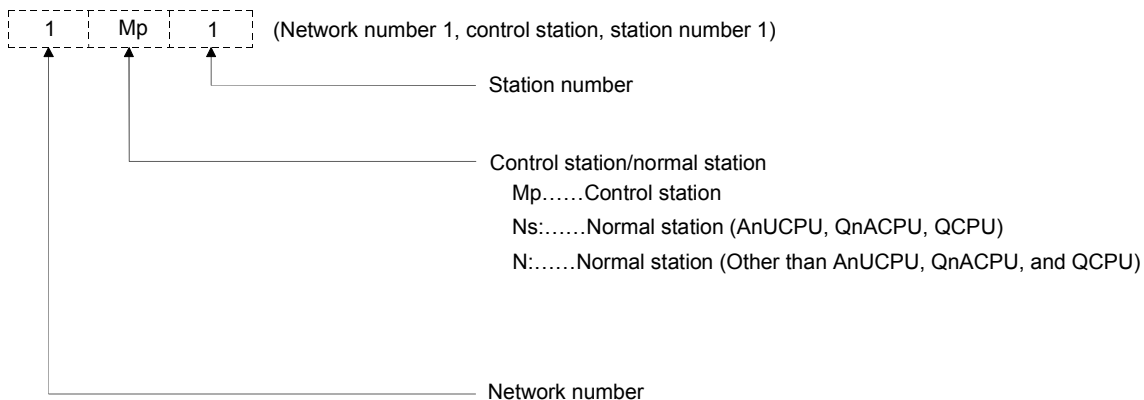 1 Mp 1 (Network number 1, control station, station number 1)
Station number
Control station/normal station
Mp......Control station
Ns:......Normal station (AnUCPU, QnACPU, QCPU)
N:......Normal station (Other than AnUCPU, QnACPU, and QCPU)
Network number